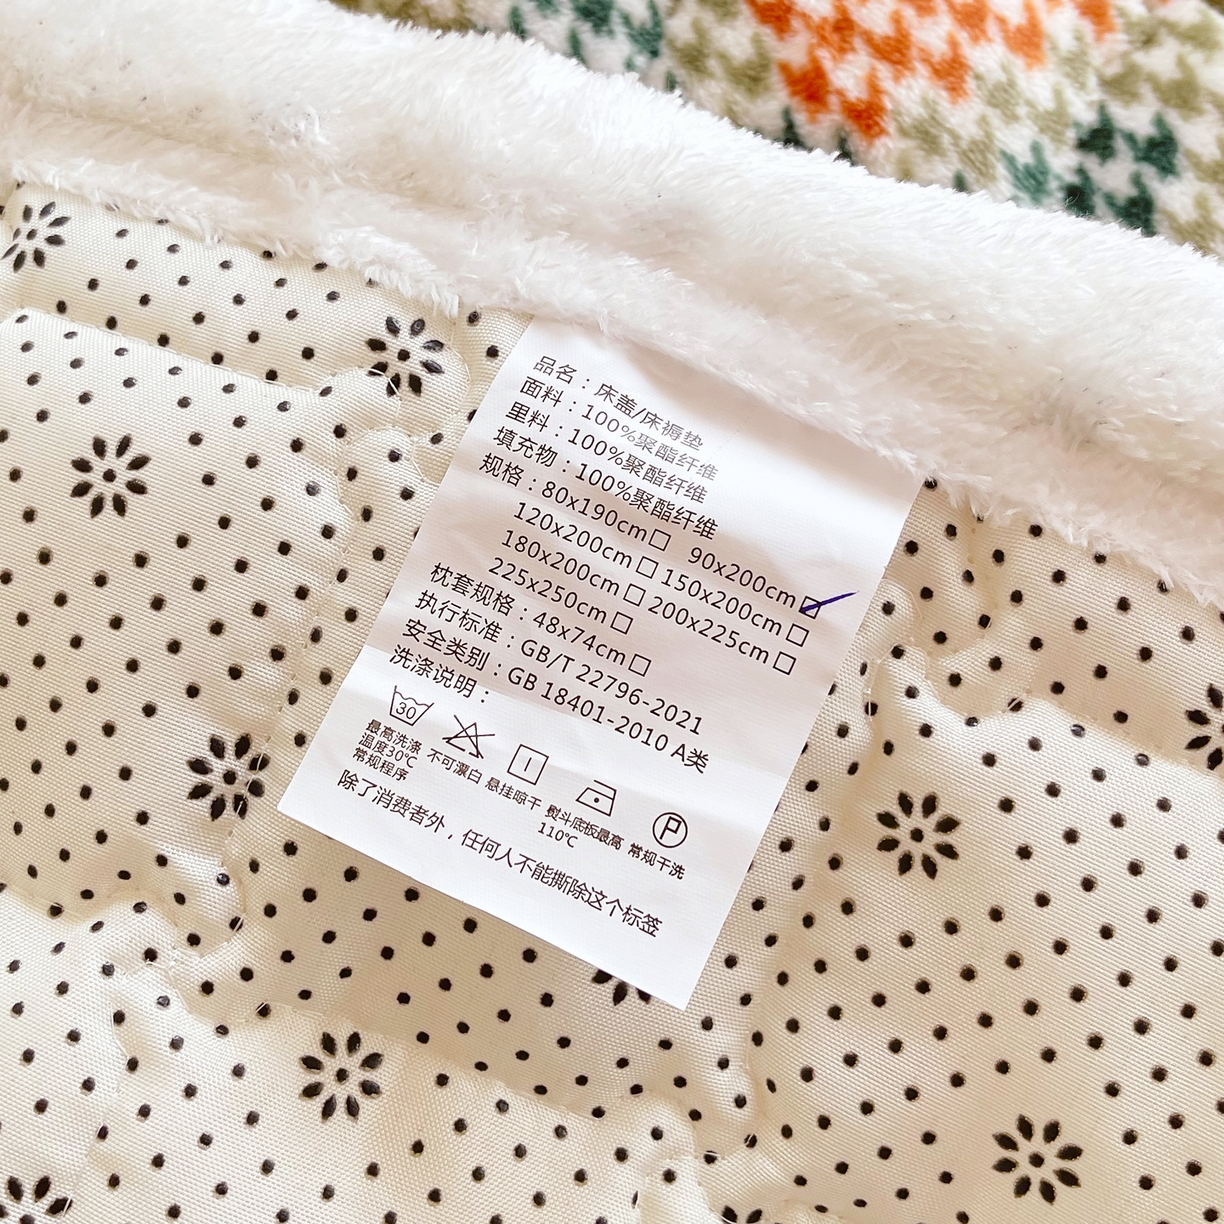 品名：床盖/床褥垫
面料：100%聚酯纤维
里料：100%聚酯纤维
填充物：100%聚酯纤维
规格：80x190cm□ 90x200cm☑
120x200cm□ 150x200cm□
180x200cm□ 200x225cm□
225x250cm□
枕套规格：48x74cm□
执行标准：GB/T 22796-2021
安全类别：GB 18401-2010 A类
洗涤说明：
30
P
最高洗涤
温度30℃
常规程序
不可漂白
悬挂晾干
熨斗底板最高
110℃
常规干洗
除了消费者外，任何人不能撕除这个标签